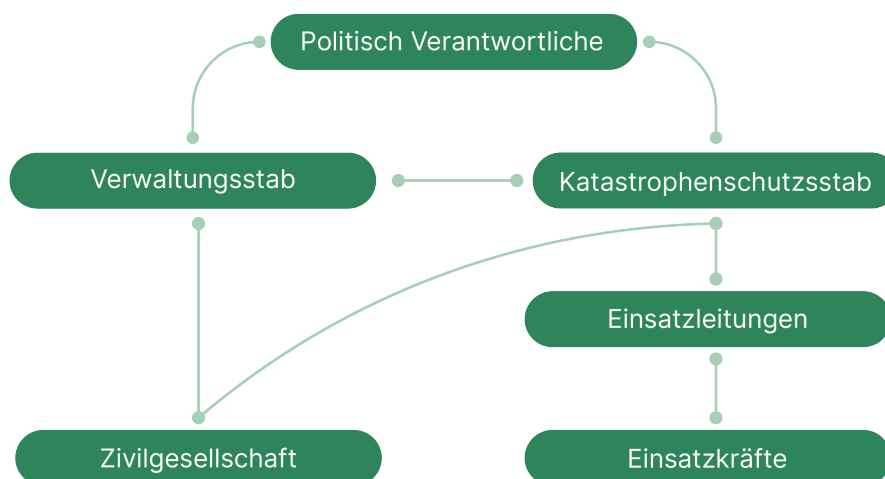 Politisch Verantwortliche
Verwaltungsstab
Katastrophenschutzsstab
Einsatzleitungen
Zivilgesellschaft
Einsatzkräfte